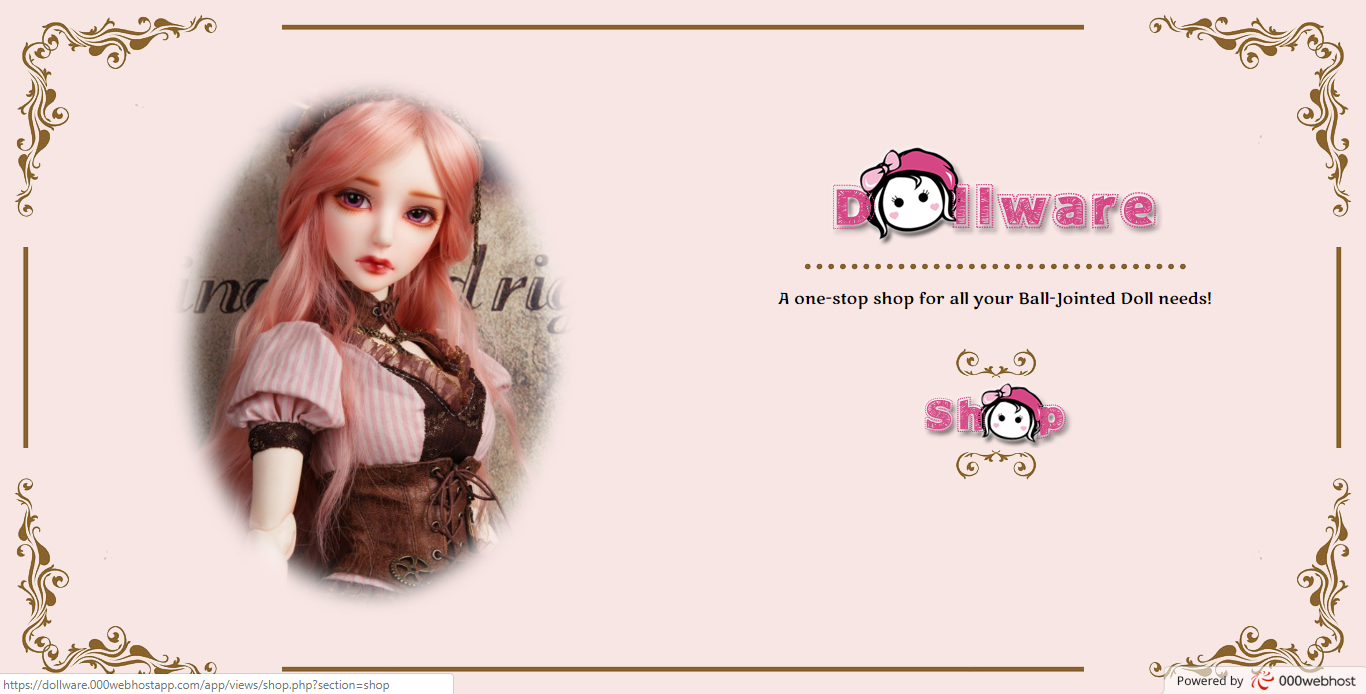 Dollware
A one-stop shop for all your Ball-Jointed Doll needs!
Shop
https://dollware.000webhostapp.com/app/views/shop.php?section=shop
Powered by 000webhost